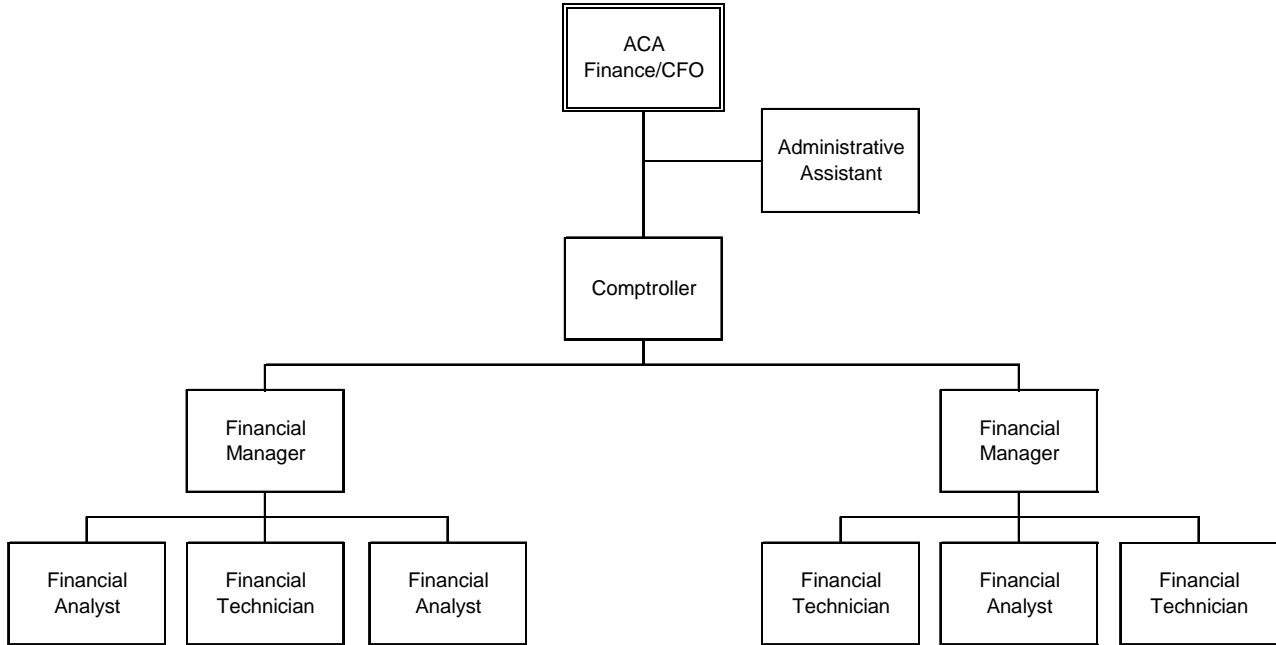 ACA
Finance/CFO
Administrative
Assistant
Comptroller
Financial
Manager
Financial
Manager
Financial
Analyst
Financial
Technician
Financial
Analyst
Financial
Technician
Financial
Analyst
Financial
Technician